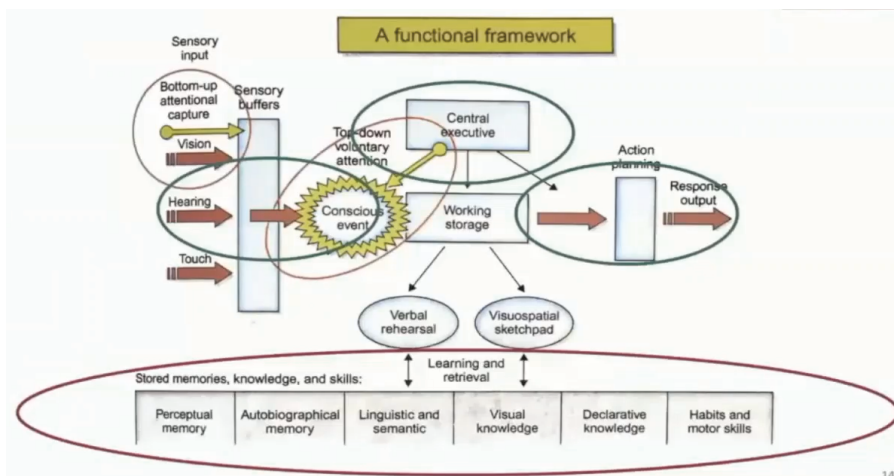 A functional framework
Sensory
input
Bottom-up
attentional
capture
Sensory
buffers
Vision
Hearing
Touch
Top-down
voluntary
attention
Conscious
event
Central
executive
Working
storage
Action
planning
Response
output
Verbal
rehearsal
Visuospatial
sketchpad
Learning and
retrieval
Stored memories, knowledge, and skills:
Perceptual
memory
Autobiographical
memory
Linguistic and
semantic
Visual
knowledge
Declarative
knowledge
Habits and
motor skills
14